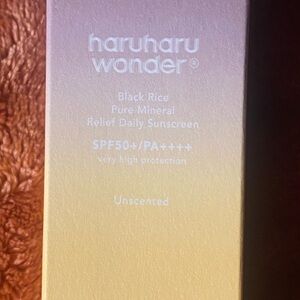 haruharu
wonder®
Black Rice
Pure Mineral
Relief Daily Sunscreen
SPF50+/PA++++
very high protection
Unscented